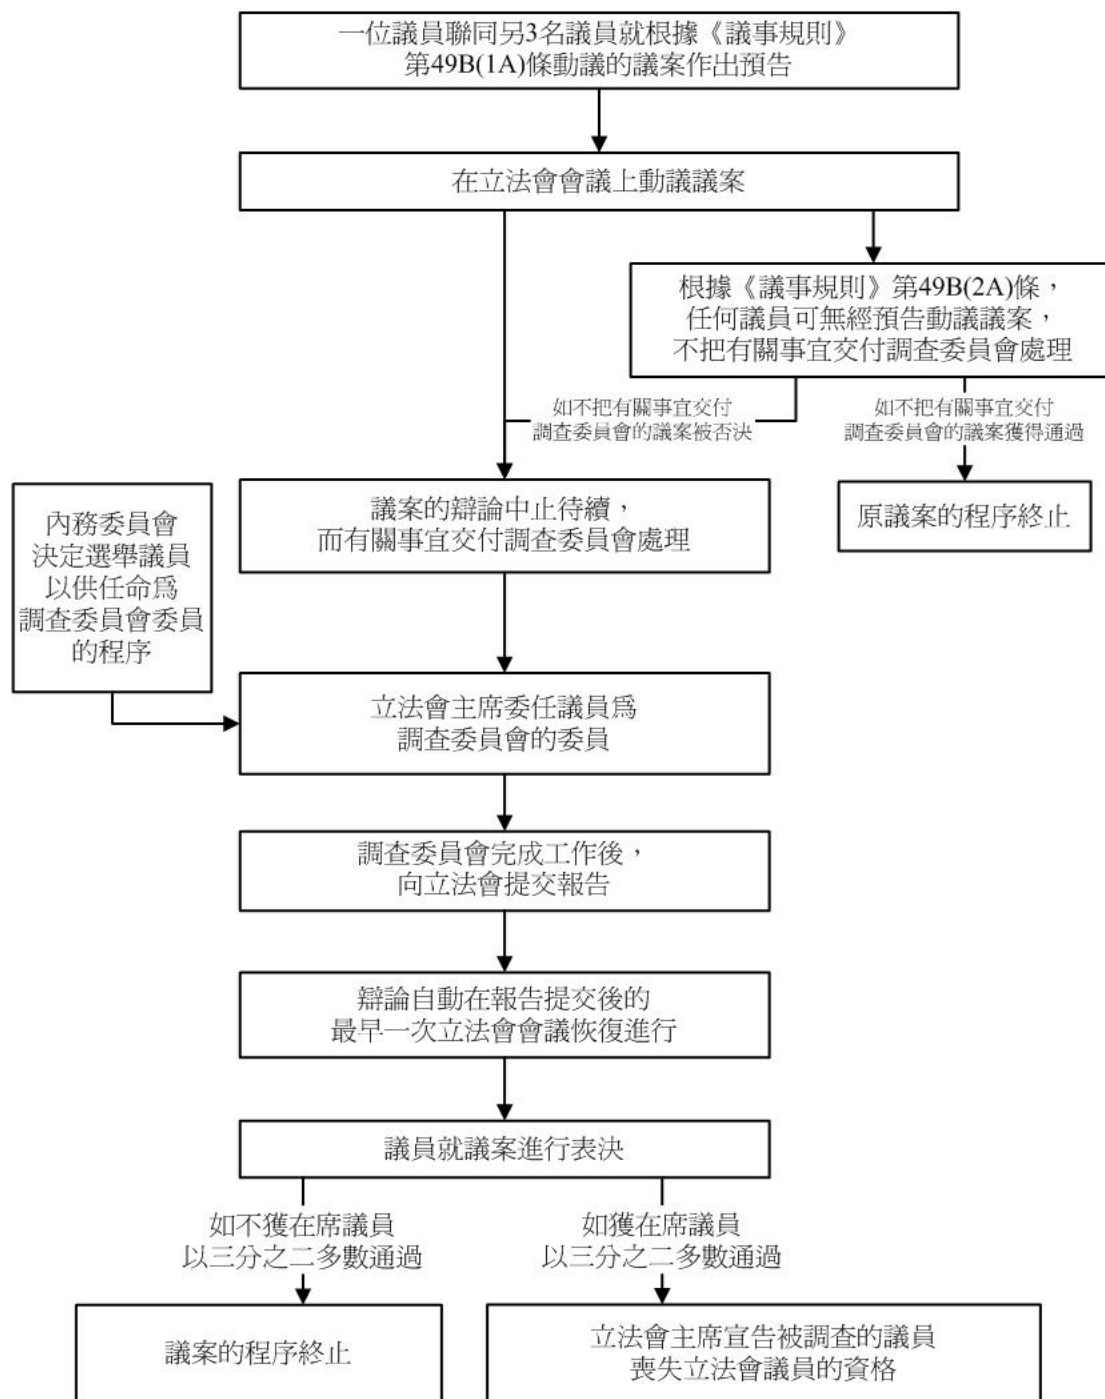 一位議員聯同另3名議員就根據《議事規則》
第49B(1A)條動議的議案作出預告
在立法會會議上動議議案
根據《議事規則》第49B(2A)條，
任何議員可無經預告動議議案，
不把有關事宜交付調查委員會處理
如不把有關事宜交付
調查委員會的議案被否決
如不把有關事宜交付
調查委員會的議案獲得通過
原議案的程序終止
議案的辯論中止待續，
而有關事宜交付調查委員會處理
內務委員會
決定選舉議員
以供任命爲
調查委員會委員
的程序
立法會主席委任議員爲
調查委員會的委員
調查委員會完成工作後，
向立法會提交報告
辯論自動在報告提交後的
最早一次立法會會議恢復進行
議員就議案進行表決
如不獲在席議員
以三分之二多數通過
如獲在席議員
以三分之二多數通過
議案的程序終止
立法會主席宣告被調查的議員
喪失立法會議員的資格